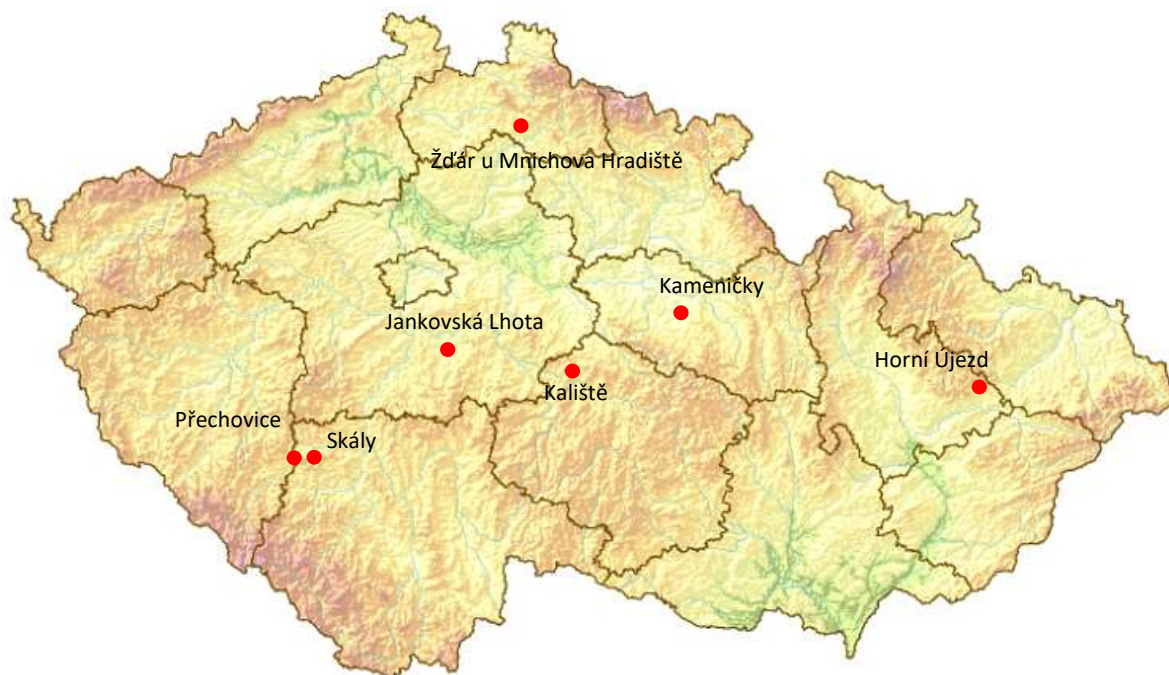 Žďár u Mnichova Hradiště
Kameničky
Jankovská Lhota
Horní Újezd
Kaliště
Přechovice
Skály